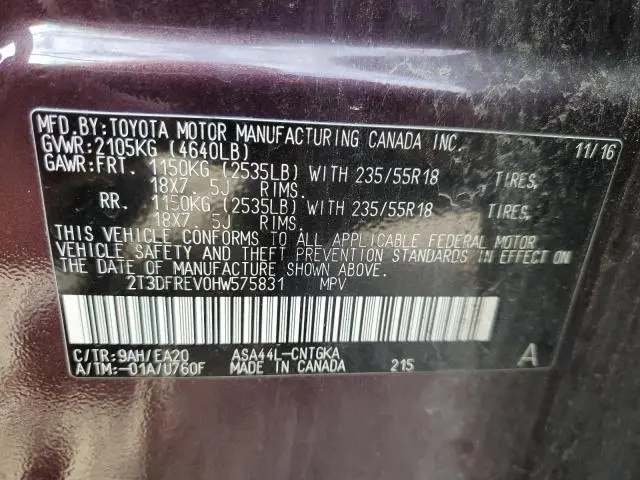 MFD.BY:TOYOTA MOTOR MANUFACTURING CANADA INC.
GVWR:2105KG (4640LB) 11/16
GAWR:FRT. 1150KG (2535LB) WITH 235/55R18 TIRES,
18X7.5J RIMS.
RR. 1150KG (2535LB) WITH 235/55R18 TIRES,
18X7.5J RIMS.
THIS VEHICLE CONFORMS TO ALL APPLICABLE FEDERAL MOTOR
VEHICLE SAFETY AND THEFT PREVENTION STANDARDS IN EFFECT ON
THE DATE OF MANUFACTURE SHOWN ABOVE.
2T3DFREV0HW575831 MPV
C/TR:9AH/EA20 ASA44L-CNTGKA A
A/TM:-01A/U760F MADE IN CANADA 215